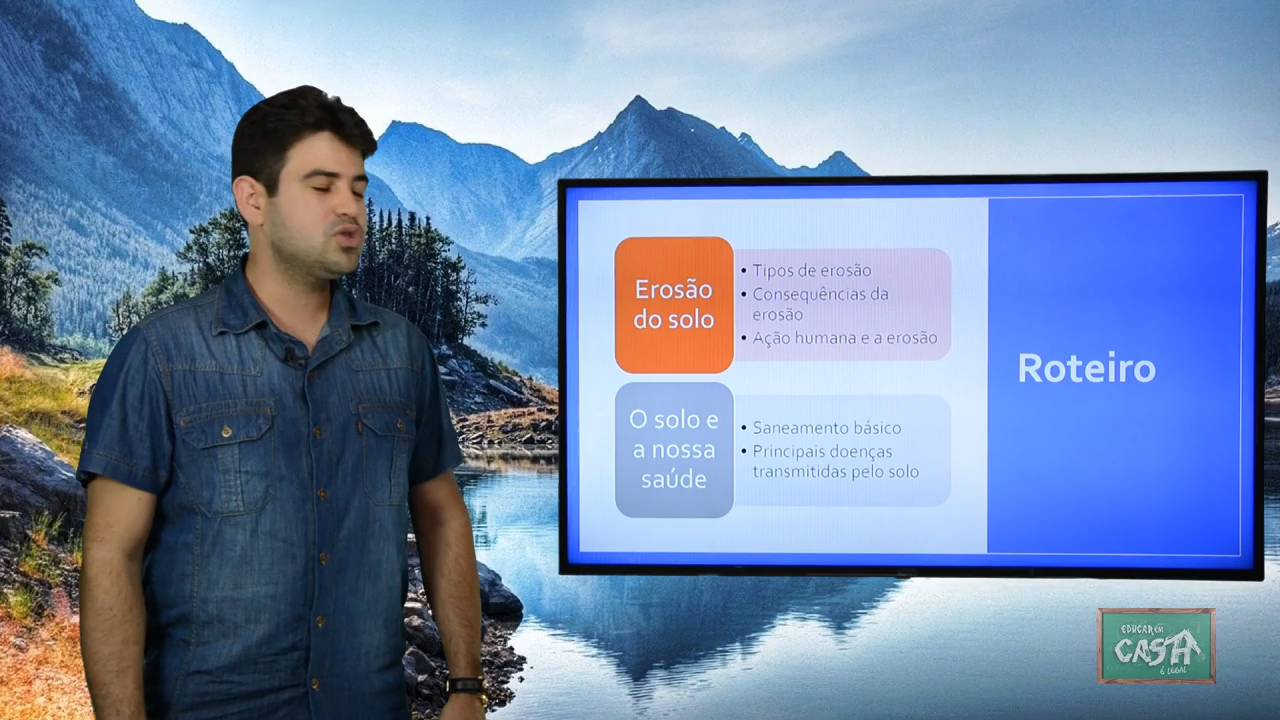 Erosão
do solo
• Tipos de erosão
• Consequências da
erosão
• Ação humana e a erosão
O solo e
a nossa
saúde
• Saneamento básico
• Principais doenças
transmitidas pelo solo
Roteiro
EDUCAR EM
CASA
É LEGAL